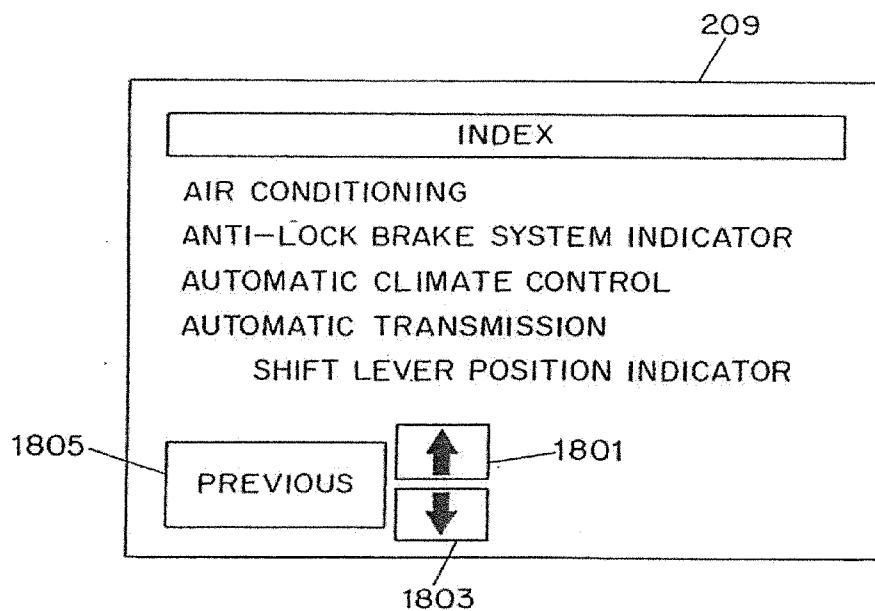 209
INDEX
AIR CONDITIONING
ANTI-LOCK BRAKE SYSTEM INDICATOR
AUTOMATIC CLIMATE CONTROL
AUTOMATIC TRANSMISSION
SHIFT LEVER POSITION INDICATOR
1805
PREVIOUS
1801
1803